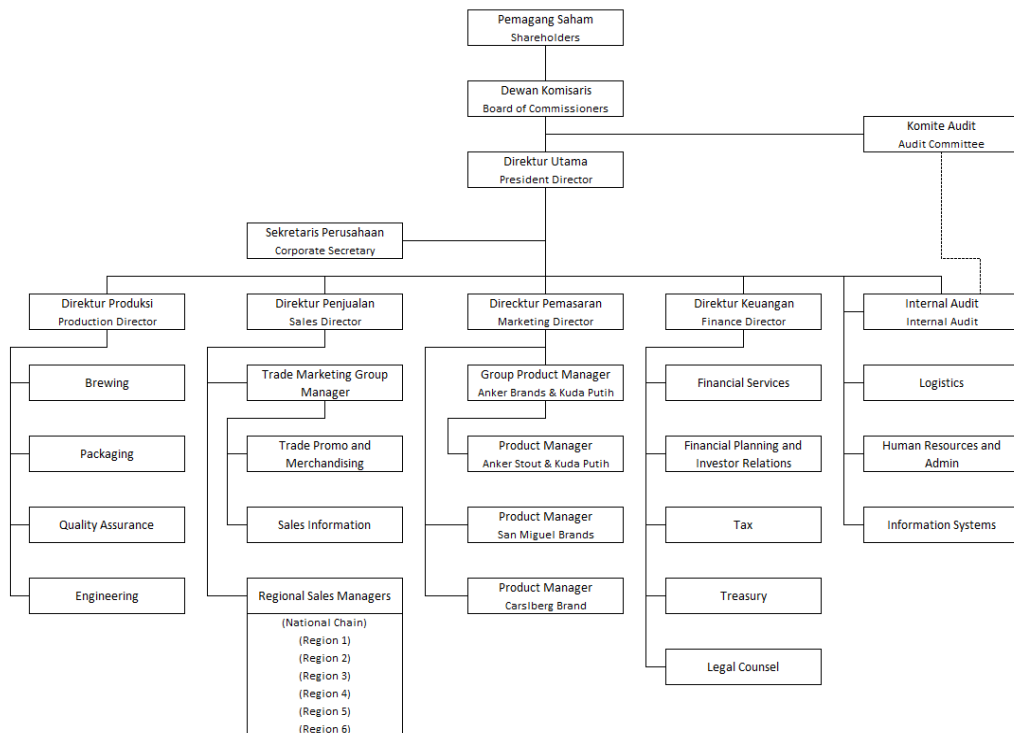 Pemagang Saham
Shareholders
Dewan Komisaris
Board of Commissioners
Komite Audit
Audit Committee
Direktur Utama
President Director
Sekretaris Perusahaan
Corporate Secretary
Direktur Produksi
Production Director
Direktur Penjualan
Sales Director
Direcktur Pemasaran
Marketing Director
Direktur Keuangan
Finance Director
Internal Audit
Internal Audit
Brewing
Trade Marketing Group
Manager
Group Product Manager
Anker Brands & Kuda Putih
Financial Services
Logistics
Packaging
Trade Promo and
Merchandising
Product Manager
Anker Stout & Kuda Putih
Financial Planning and
Investor Relations
Human Resources and
Admin
Quality Assurance
Sales Information
Product Manager
San Miguel Brands
Tax
Information Systems
Engineering
Regional Sales Managers
Product Manager
Carslberg Brand
Treasury
(National Chain)
(Region 1)
(Region 2)
(Region 3)
(Region 4)
(Region 5)
(Region 6)
Legal Counsel